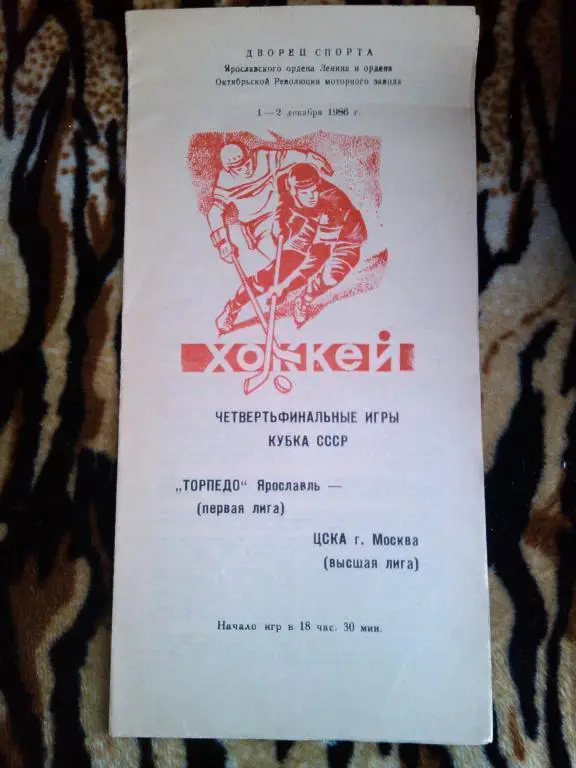 ДВОРЕЦ СПОРТА
Ярославского ордена Ленина и ордена
Октябрьской Революции моторного завода
1—2 декабря 1986 г.
хоккей
ЧЕТВЕРТЬФИНАЛЬНЫЕ ИГРЫ
КУБКА СССР
„ТОРПЕДО" Ярославль —
(первая лига)
ЦСКА г. Москва
(высшая лига)
Начало игр в 18 час. 30 мин.